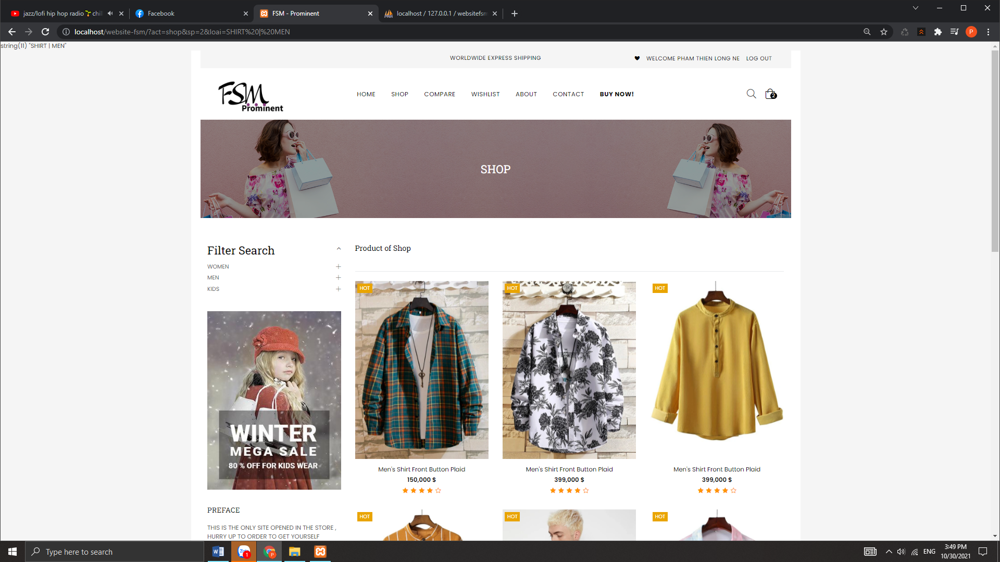 jazz/lofi hip hop radio🌱chil
Facebook
FSM - Prominent
localhost / 127.0.0.1 / websitefsm
localhost/website-fsm/?act=shop&sp=2&loai=SHIRT%20|%20MEN
P
string(11) "SHIRT | MEN"
WORLDWIDE EXPRESS SHIPPING
WELCOME PHAM THIEN LONG NE LOG OUT
FSM
Prominent
HOME SHOP COMPARE WISHLIST ABOUT CONTACT BUY NOW!
2
SHOP
Filter Search
WOMEN
MEN
KIDS
WINTER
MEGA SALE
80 % OFF FOR KIDS WEAR
PREFACE
THIS IS THE ONLY SITE OPENED IN THE STORE ,
HURRY UP TO ORDER TO GET YOURSELF
Product of Shop
HOT
HOT
HOT
Men's Shirt Front Button Plaid
150,000 $
Men's Shirt Front Button Plaid
399,000 $
Men's Shirt Front Button Plaid
399,000 $
HOT
HOT
HOT
Type here to search
1
P
ENG
3:49 PM
10/30/2021